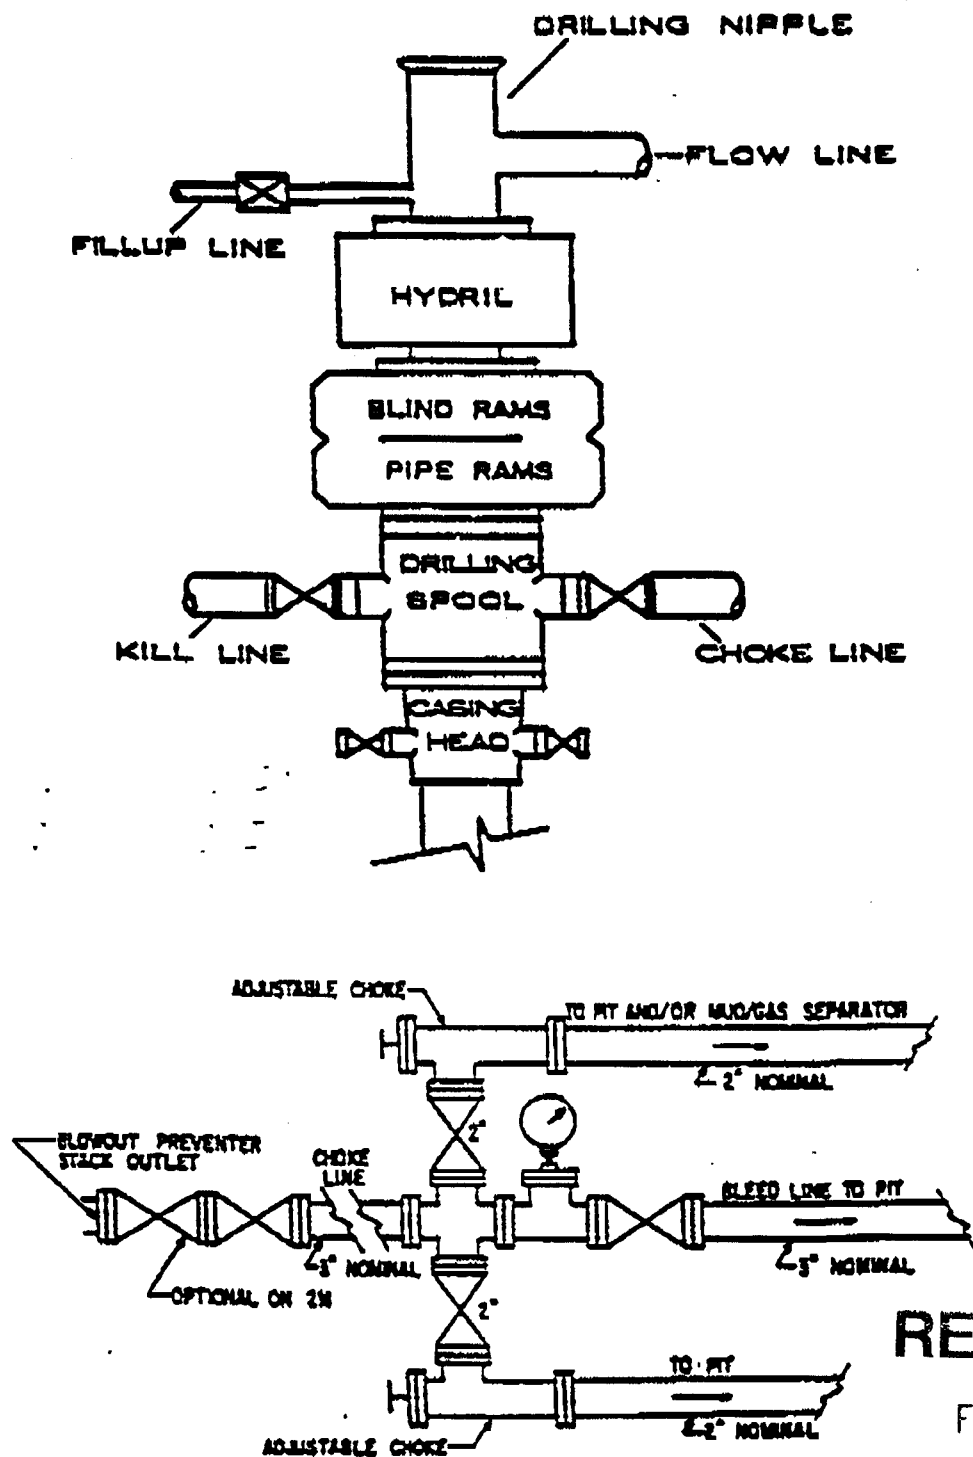 DRILLING NIPPLE
FLOW LINE
FILLUP LINE
HYDRIL
BLIND RAMS
PIPE RAMS
DRILLING
SPOOL
KILL LINE
CHOKE LINE
CASING
HEAD
ADJUSTABLE CHOKE
TO PIT AND/OR MUD/GAS SEPARATOR
2" NOMINAL
2"
BLOWOUT PREVENTER
STACK OUTLET
CHOKE
LINE
BLEED LINE TO PIT
3" NOMINAL
3" NOMINAL
OPTIONAL ON
2"
RE
TO PIT
F
2" NOMINAL
ADJUSTABLE CHOKE